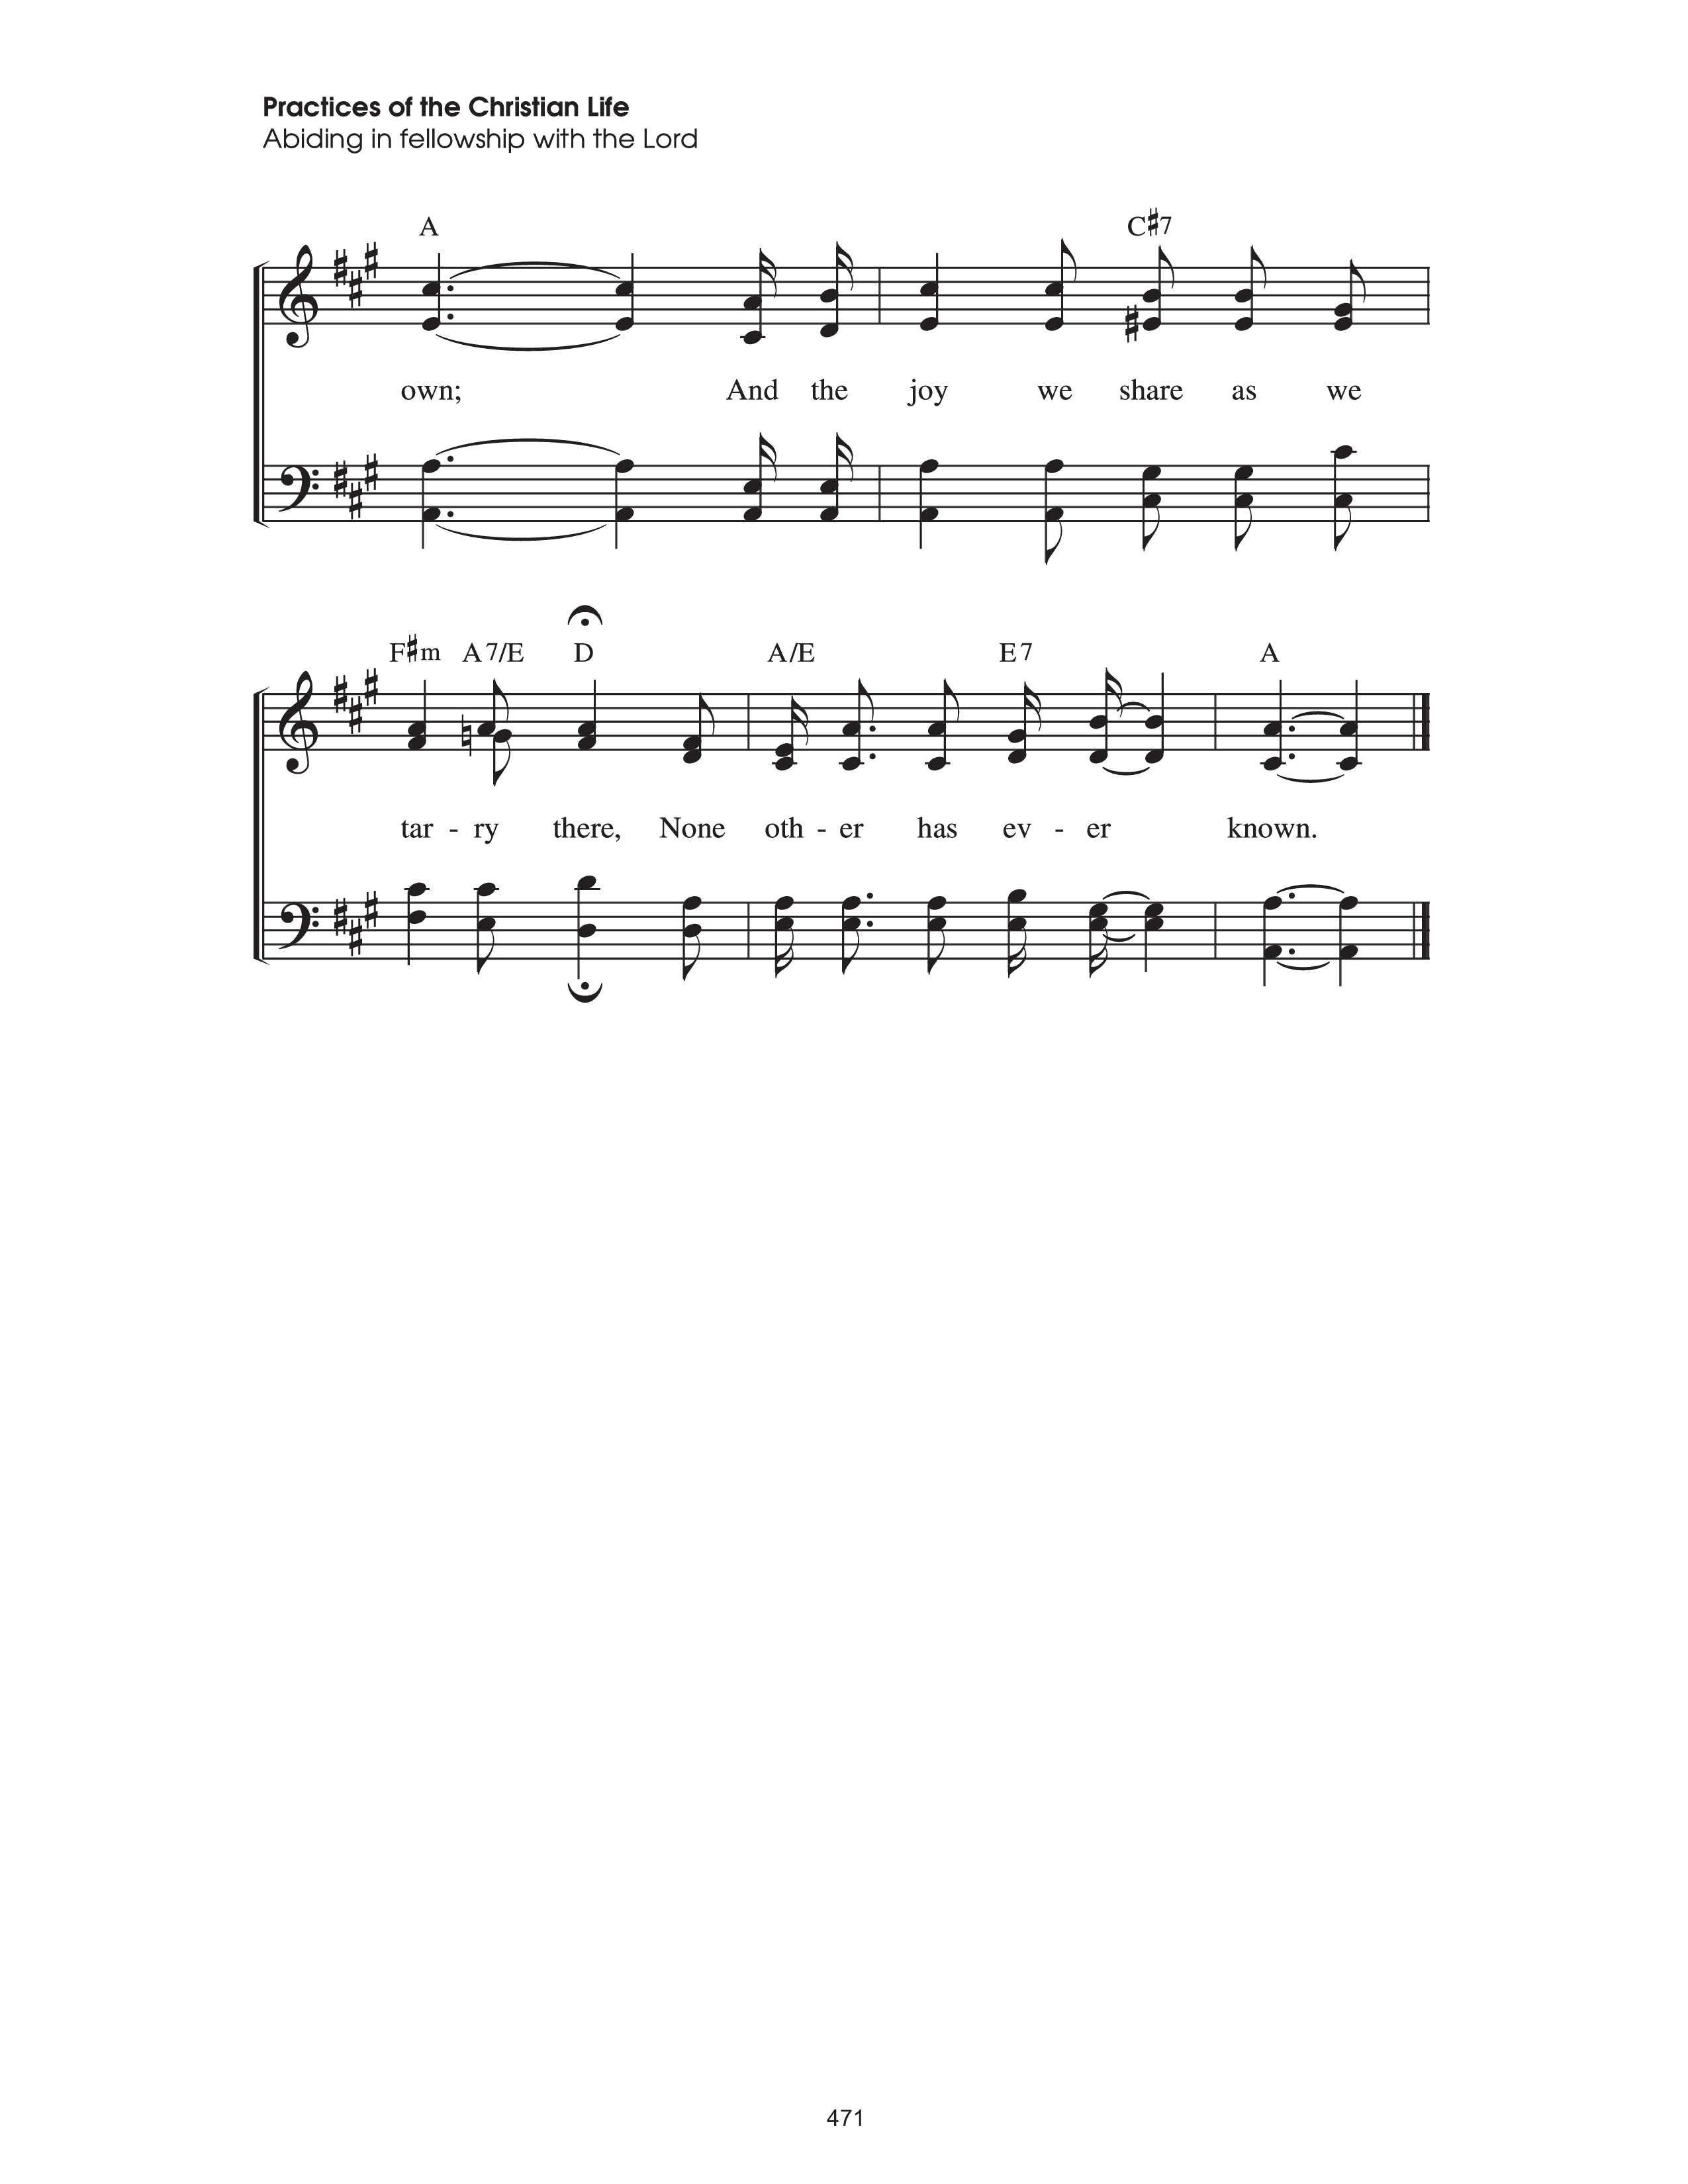 Practices of the Christian Life
Abiding in fellowship with the Lord
A C♯7
own; And the joy we share as we
F♯m A7/E D A/E E7 A
tar - ry there, None oth - er has ev - er known.
471